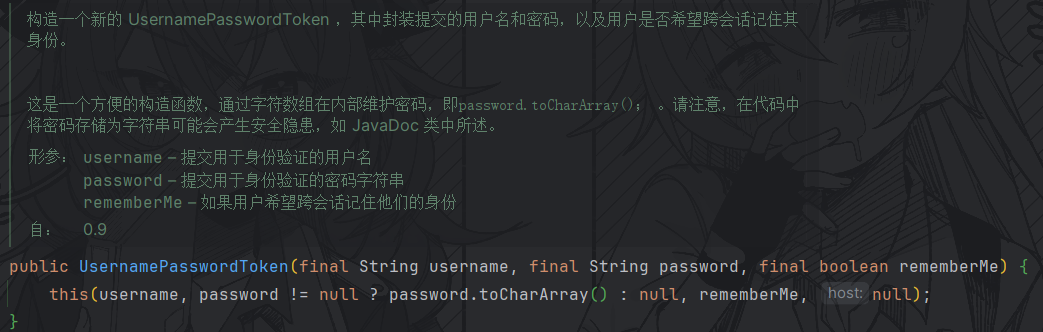 构造一个新的 UsernamePasswordToken ，其中封装提交的用户名和密码，以及用户是否希望跨会话记住其
身份。
这是一个方便的构造函数，通过字符数组在内部维护密码，即password.toCharArray(); 。请注意，在代码中
将密码存储为字符串可能会产生安全隐患，如 JavaDoc 类中所述。
形参： username – 提交用于身份验证的用户名
password – 提交用于身份验证的密码字符串
rememberMe – 如果用户希望跨会话记住他们的身份
自： 0.9
public UsernamePasswordToken(final String username, final String password, final boolean rememberMe) {
this(username, password != null ? password.toCharArray() : null, rememberMe, host: null);
}